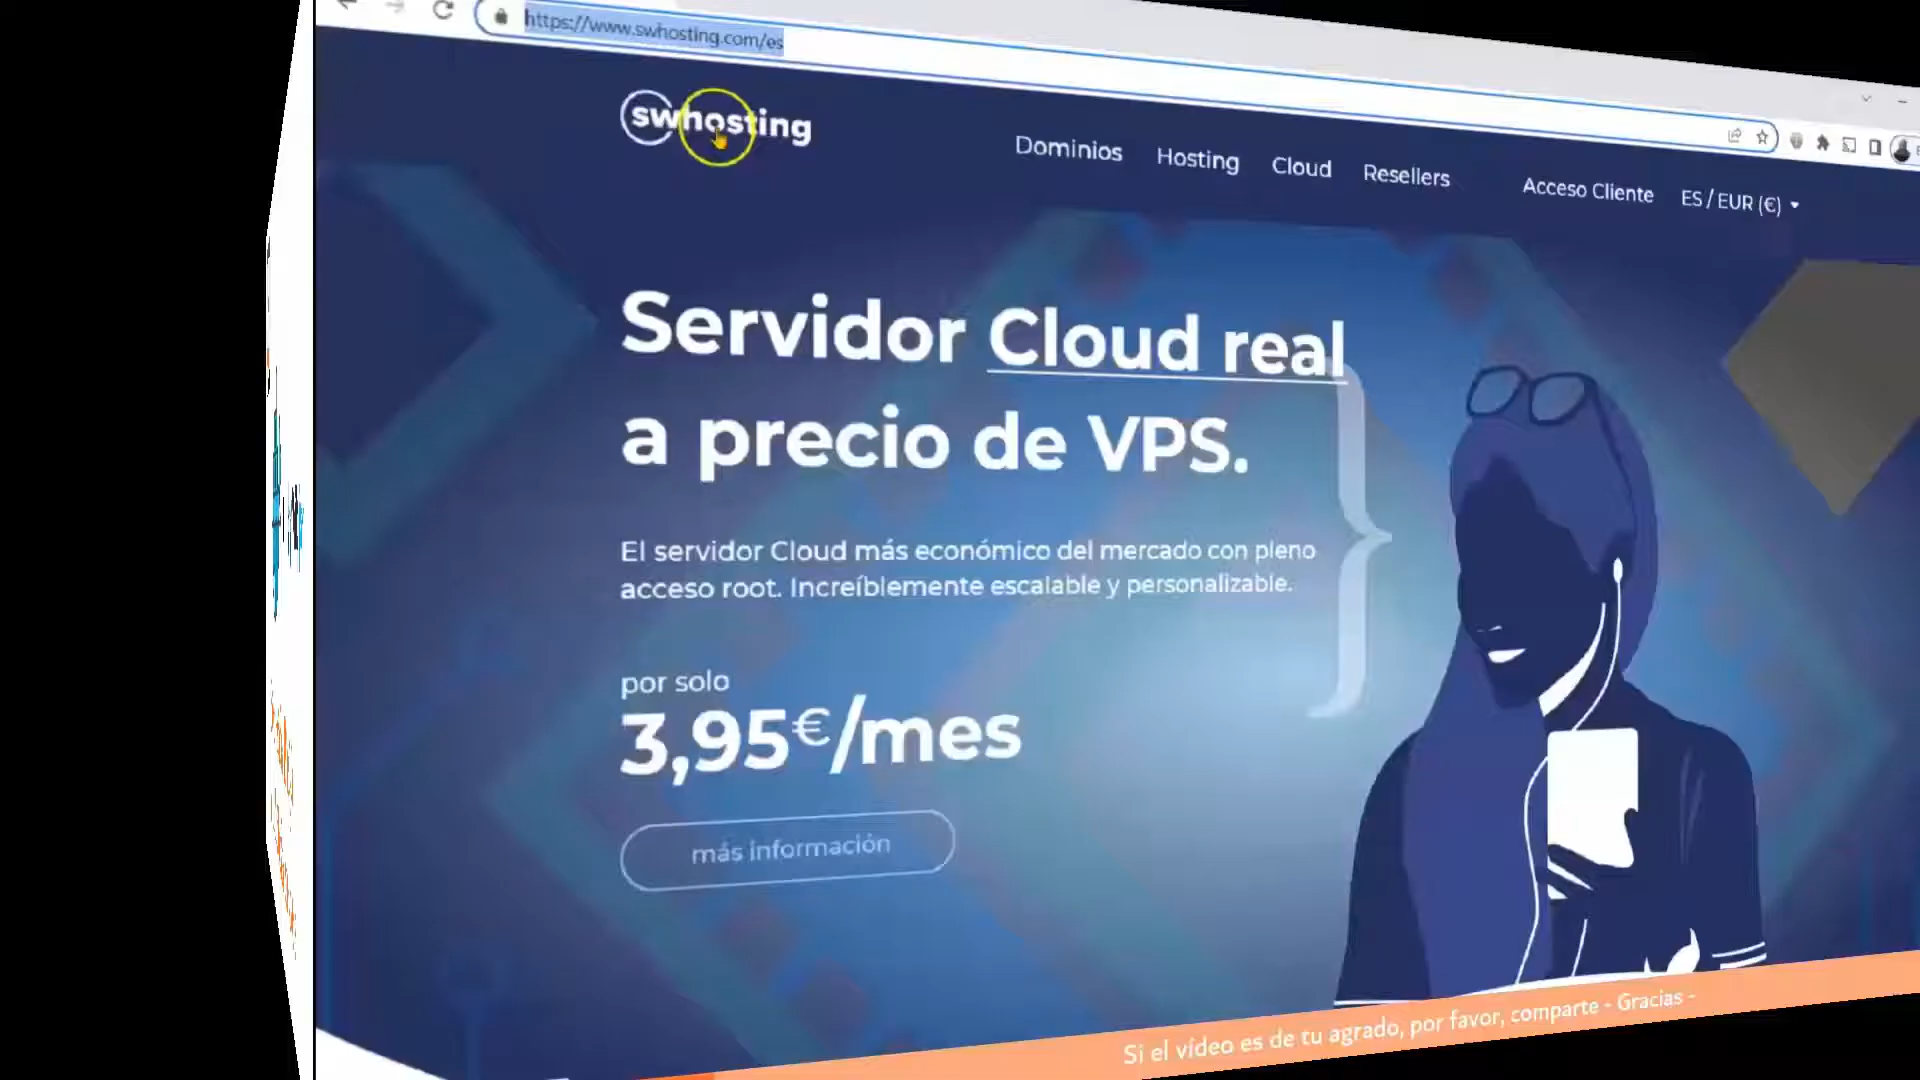 https://www.swhosting.com/es
swhosting
Dominios Hosting Cloud Resellers Acceso Cliente ES / EUR (€)
Servidor Cloud real
a precio de VPS.
El servidor Cloud más económico del mercado con pleno
acceso root. Increíblemente escalable y personalizable.
por solo
3,95€/mes
más información
Si el vídeo es de tu agrado, por favor, comparte - Gracias -